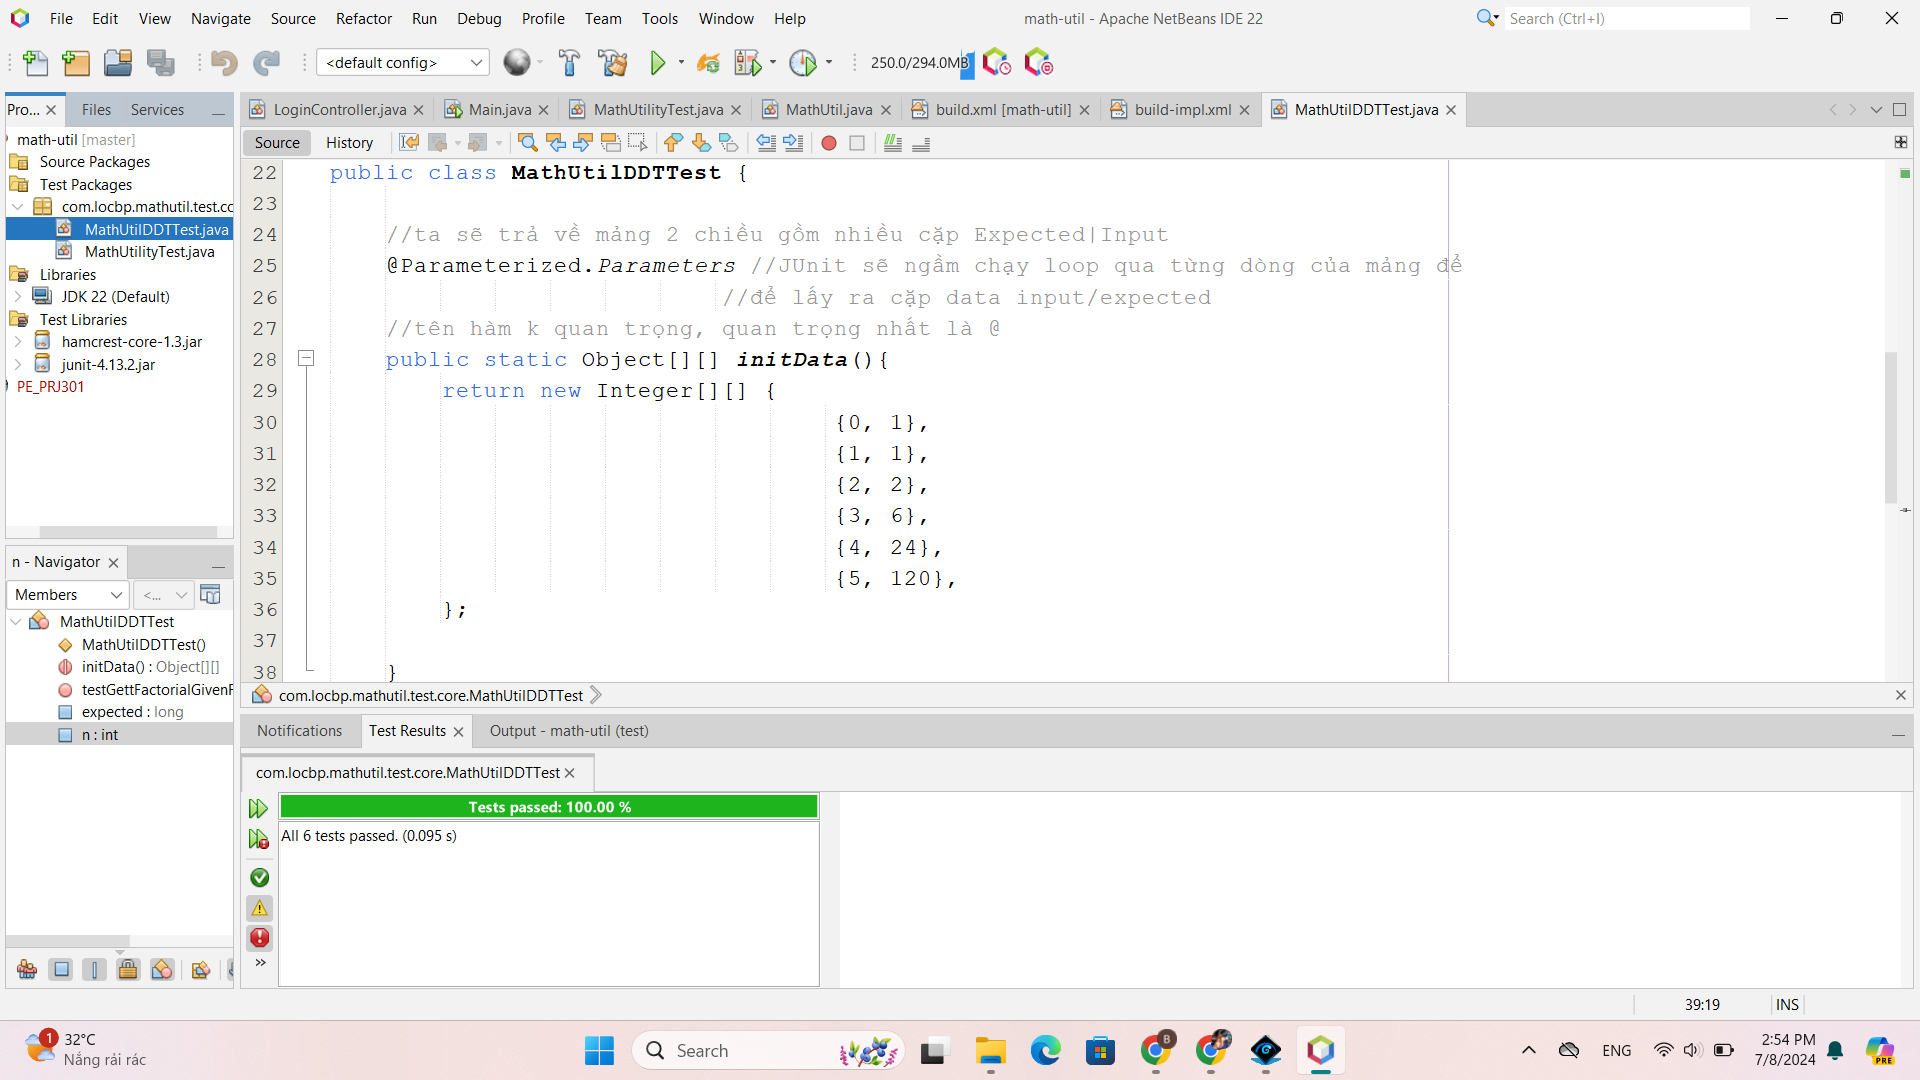 File Edit View Navigate Source Refactor Run Debug Profile Team Tools Window Help
math-util - Apache NetBeans IDE 22
Search (Ctrl+I)
<default config>
250.0/294.0MB
Pro... Files Services
LoginController.java Main.java MathUtilityTest.java MathUtil.java build.xml [math-util] build-impl.xml MathUtilDDTTest.java
Source History
math-util [master]
Source Packages
Test Packages
com.locbp.mathutil.test.co
MathUtilDDTTest.java
MathUtilityTest.java
Libraries
JDK 22 (Default)
Test Libraries
hamcrest-core-1.3.jar
junit-4.13.2.jar
PE_PRJ301
22 public class MathUtilDDTTest {
23
24 //ta sẽ trả về mảng 2 chiều gồm nhiều cặp Expected|Input
25 @Parameterized.Parameters //JUnit sẽ ngầm chạy loop qua từng dòng của mảng để
26 //để lấy ra cặp data input/expected
27 //tên hàm k quan trọng, quan trọng nhất là @
28 public static Object[][] initData(){
29 return new Integer[][] {
30 {0, 1},
31 {1, 1},
32 {2, 2},
33 {3, 6},
34 {4, 24},
35 {5, 120},
36 };
37
38 }
com.locbp.mathutil.test.core.MathUtilDDTTest
n - Navigator
Members <...
MathUtilDDTTest
MathUtilDDTTest()
initData() : Object[][]
testGettFactorialGivenF
expected : long
n : int
Notifications Test Results Output - math-util (test)
com.locbp.mathutil.test.core.MathUtilDDTTest
Tests passed: 100.00 %
All 6 tests passed. (0.095 s)
39:19 INS
1
32°C
Nắng rải rác
Search
B
ENG
2:54 PM
7/8/2024
PRE